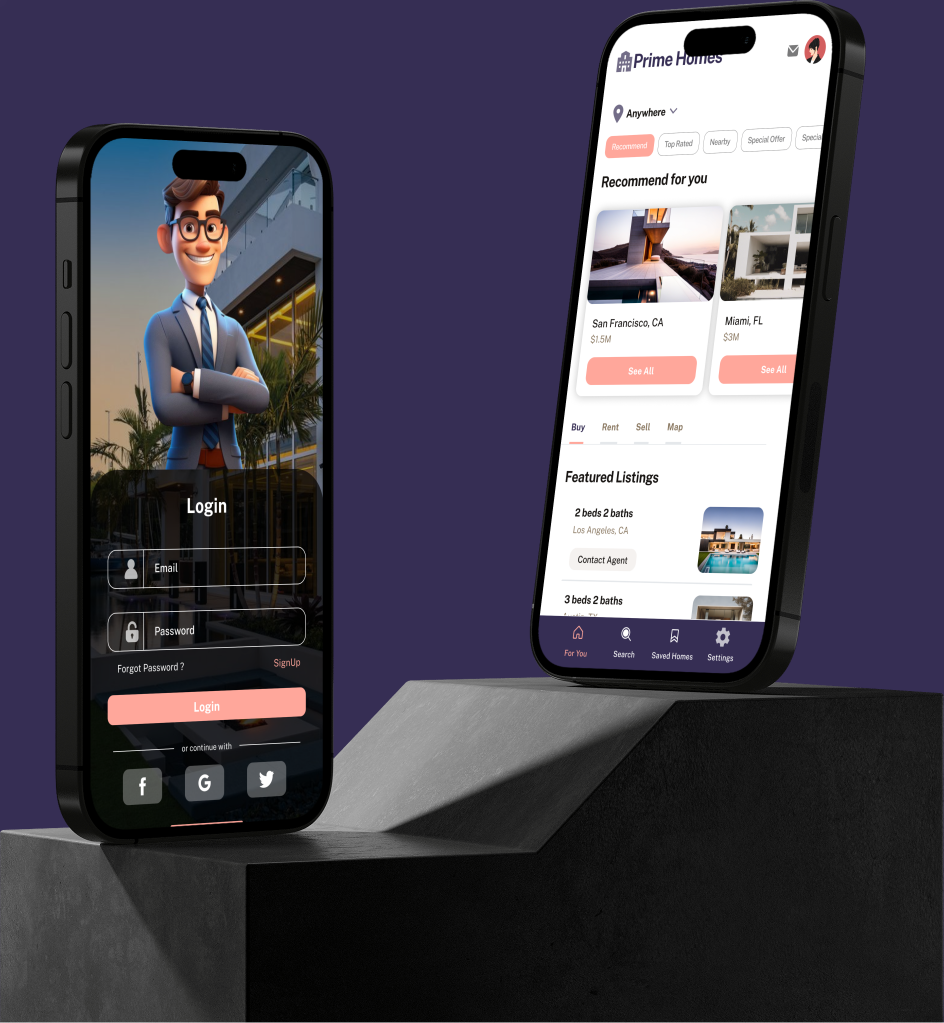 Login
Email
Password
Forgot Password ?
SignUp
Login
or continue with
Prime Homes
Anywhere
Recommend
Top Rated
Nearby
Special Offer
Special
Recommend for you
San Francisco, CA
$1.5M
See All
Miami, FL
$3M
See All
Buy
Rent
Sell
Map
Featured Listings
2 beds 2 baths
Los Angeles, CA
Contact Agent
3 beds 2 baths
For You
Search
Saved Homes
Settings